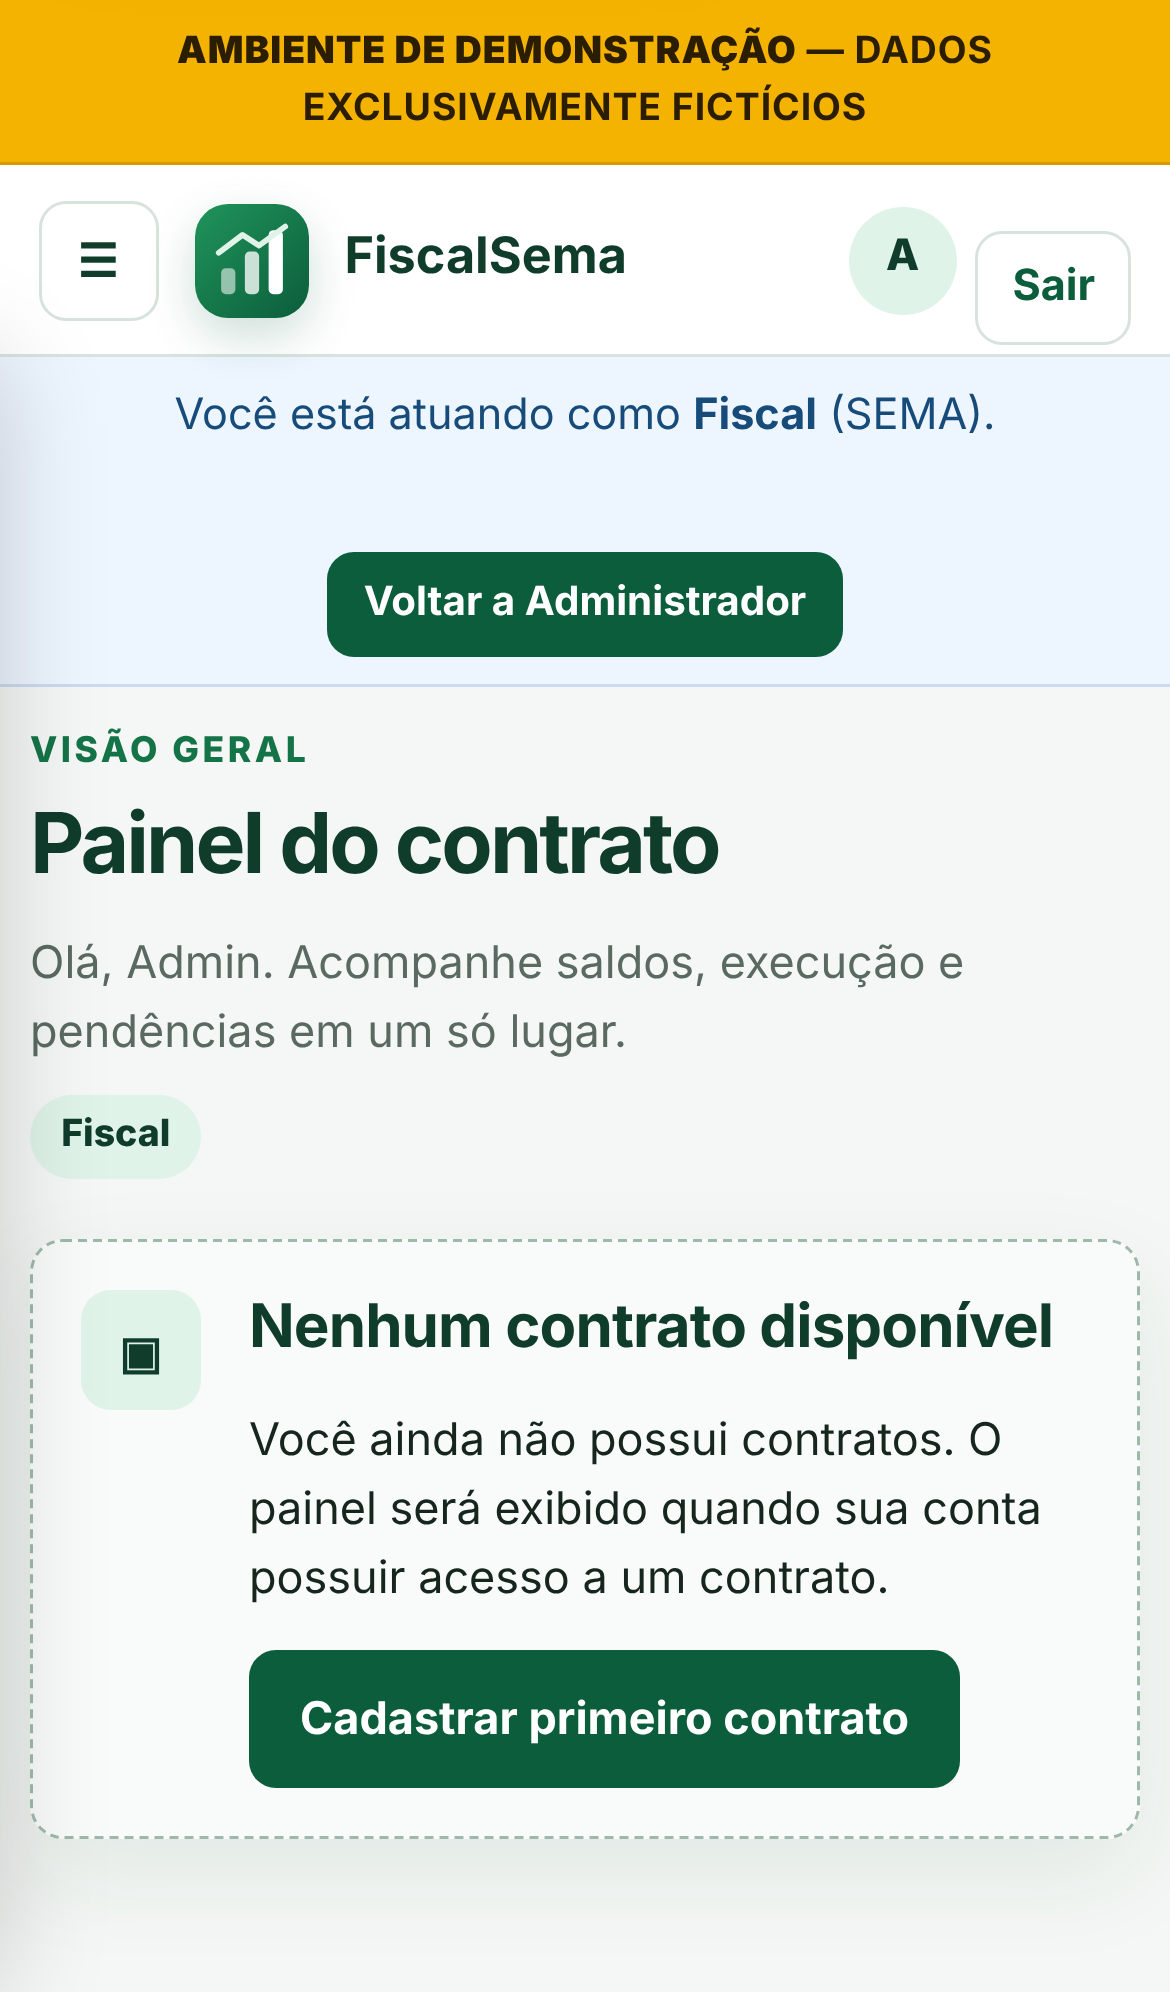 AMBIENTE DE DEMONSTRAÇÃO — DADOS
EXCLUSIVAMENTE FICTÍCIOS
☰
FiscalSema
A
Sair
Você está atuando como Fiscal (SEMA).
Voltar a Administrador
VISÃO GERAL
Painel do contrato
Olá, Admin. Acompanhe saldos, execução e
pendências em um só lugar.
Fiscal
▣
Nenhum contrato disponível
Você ainda não possui contratos. O
painel será exibido quando sua conta
possuir acesso a um contrato.
Cadastrar primeiro contrato